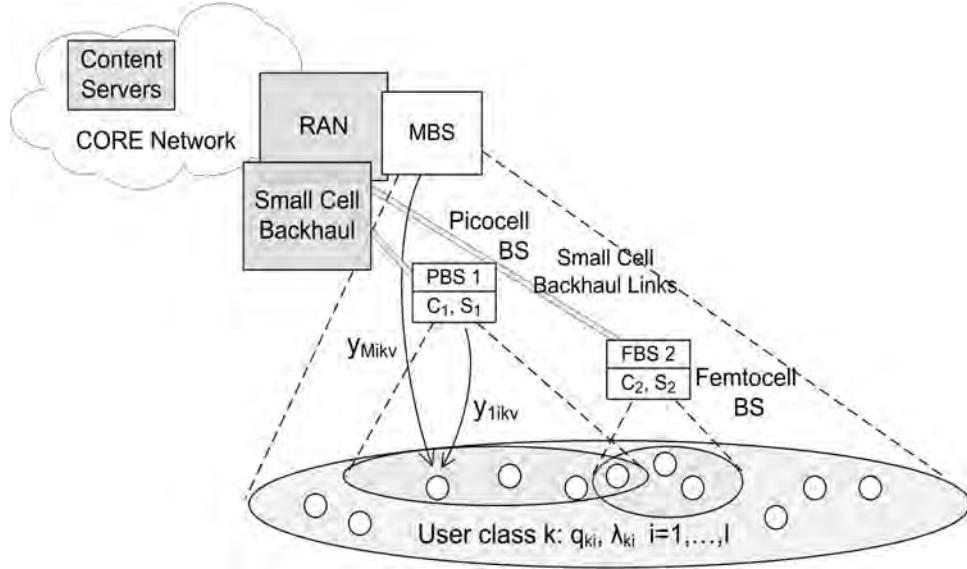 Content
Servers
CORE Network
RAN
MBS
Small Cell
Backhaul
Picocell
BS
Small Cell
Backhaul Links
PBS 1
C₁, S₁
FBS 2
C₂, S₂
Femtocell
BS
yMikv
y1ikv
User class k: qki, λki i=1,…,I